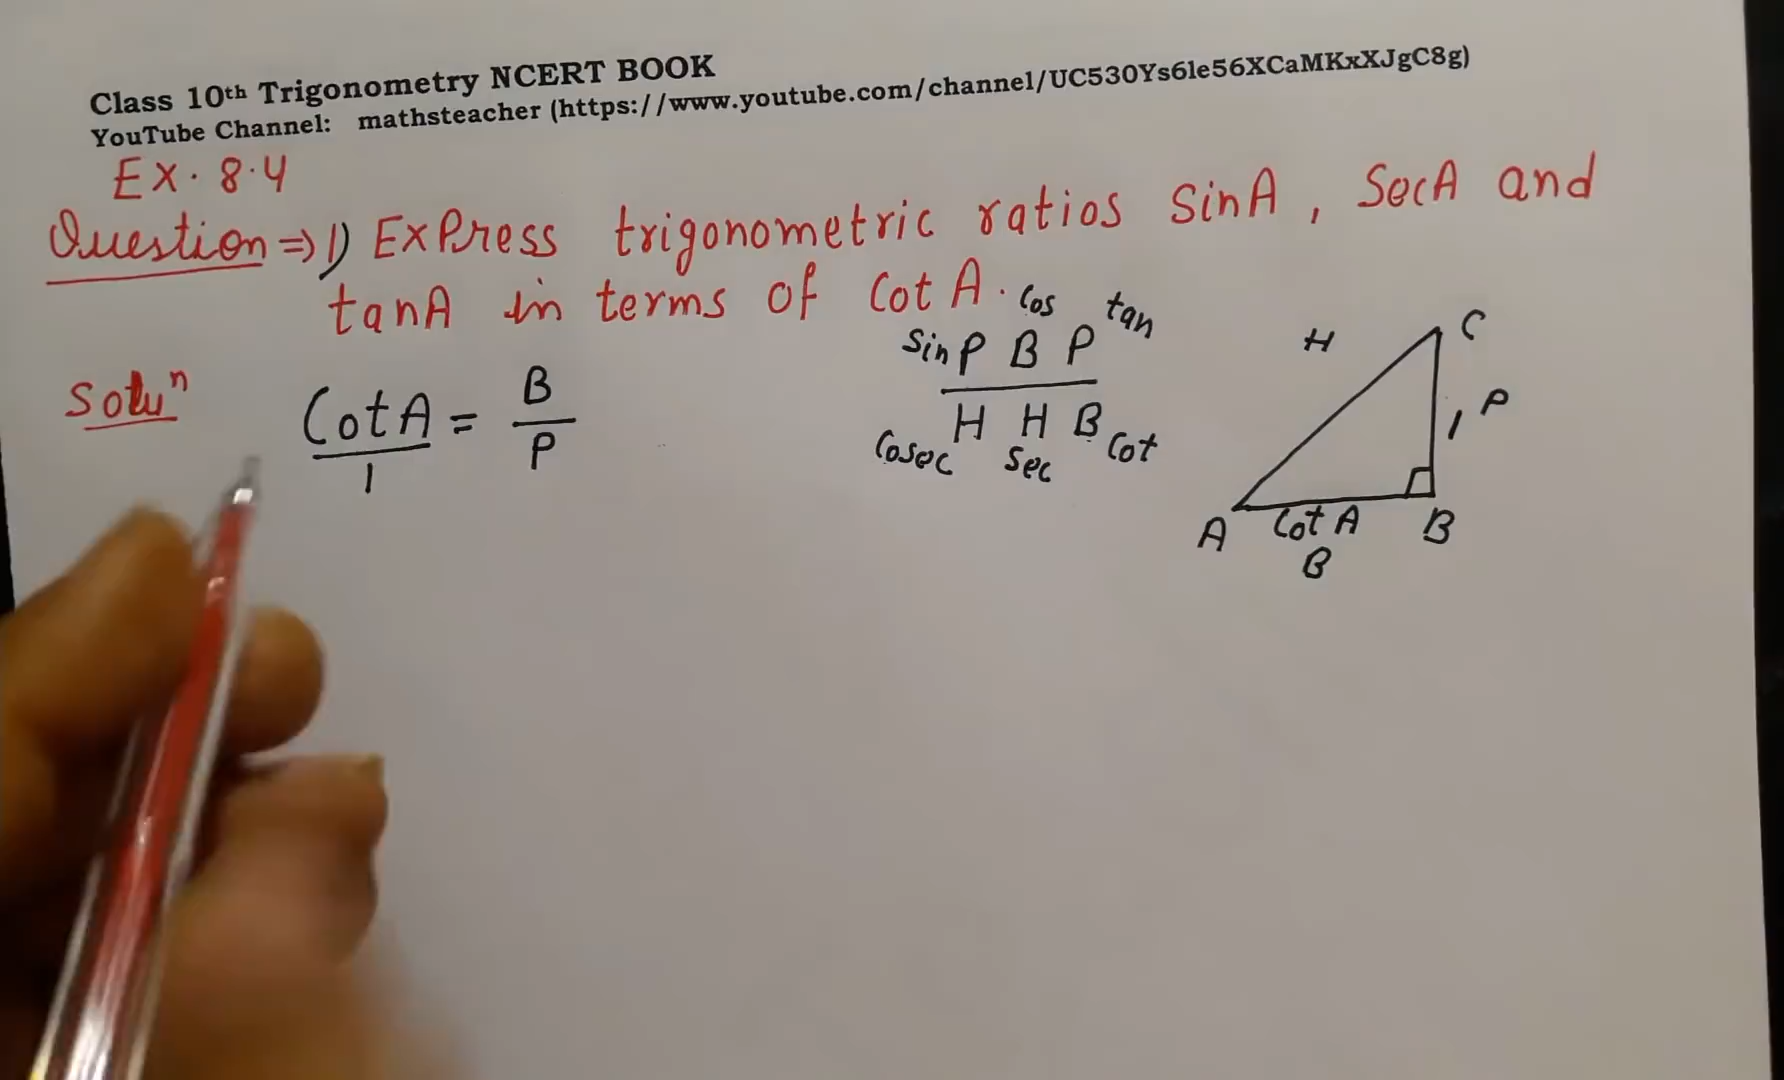 Class 10th Trigonometry NCERT BOOK
YouTube Channel: mathsteacher (https://www.youtube.com/channel/UC530Ys6le56XCaMKxXJgC8g)
Ex. 8.4
Question ⇒ 1) ExPress trigonometric ratios SinA, SecA and
tanA in terms of Cot A.
Cos tan
Sin P B P
H H B
Cosec Sec Cot
Solun
CotA/1 = B/P
H C
1 P
A Cot A B
B